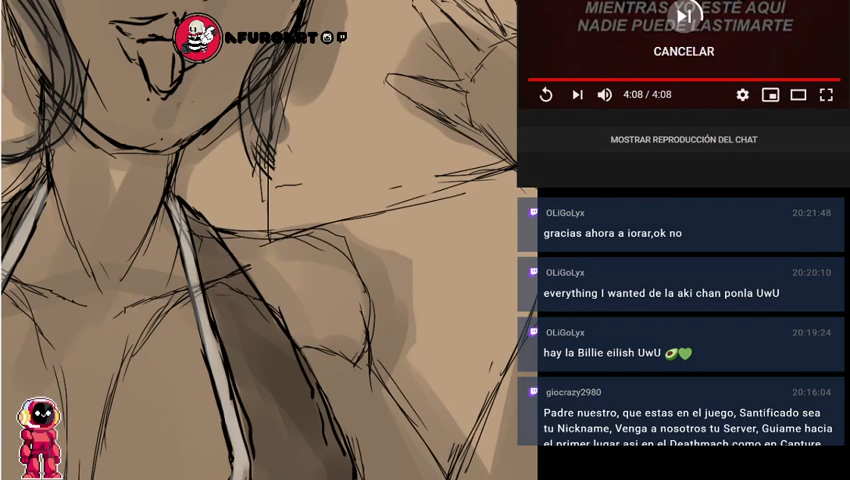 AFUROART
MIENTRAS YO ESTÉ AQUÍ
NADIE PUEDE LASTIMARTE
CANCELAR
4:08 / 4:08
MOSTRAR REPRODUCCIÓN DEL CHAT
OLiGoLyx 20:21:48
gracias ahora a iorar,ok no
OLiGoLyx 20:20:10
everything I wanted de la aki chan ponla UwU
OLiGoLyx 20:19:24
hay la Billie eilish UwU 🥑💚
giocrazy2980 20:16:04
Padre nuestro, que estas en el juego, Santificado sea
tu Nickname, Venga a nosotros tu Server, Guiame hacia
el primer lugar asi en el Deathmach como en Capture